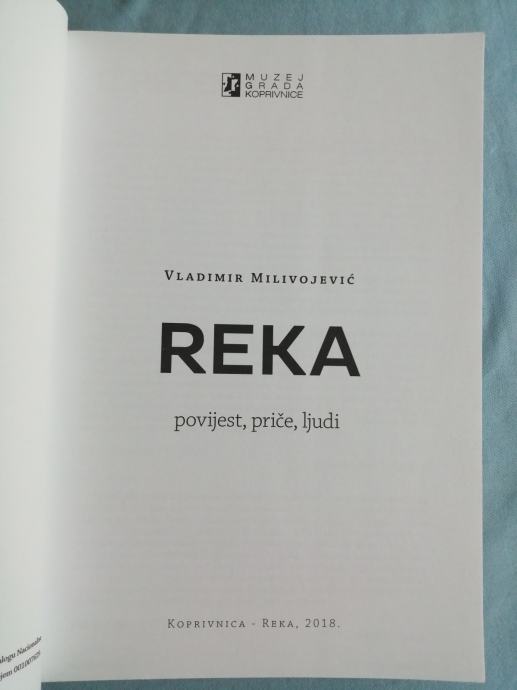 MUZEJ
GRADA
KOPRIVNICE
VLADIMIR MILIVOJEVIĆ
REKA
povijest, priče, ljudi
KOPRIVNICA - REKA, 2018.